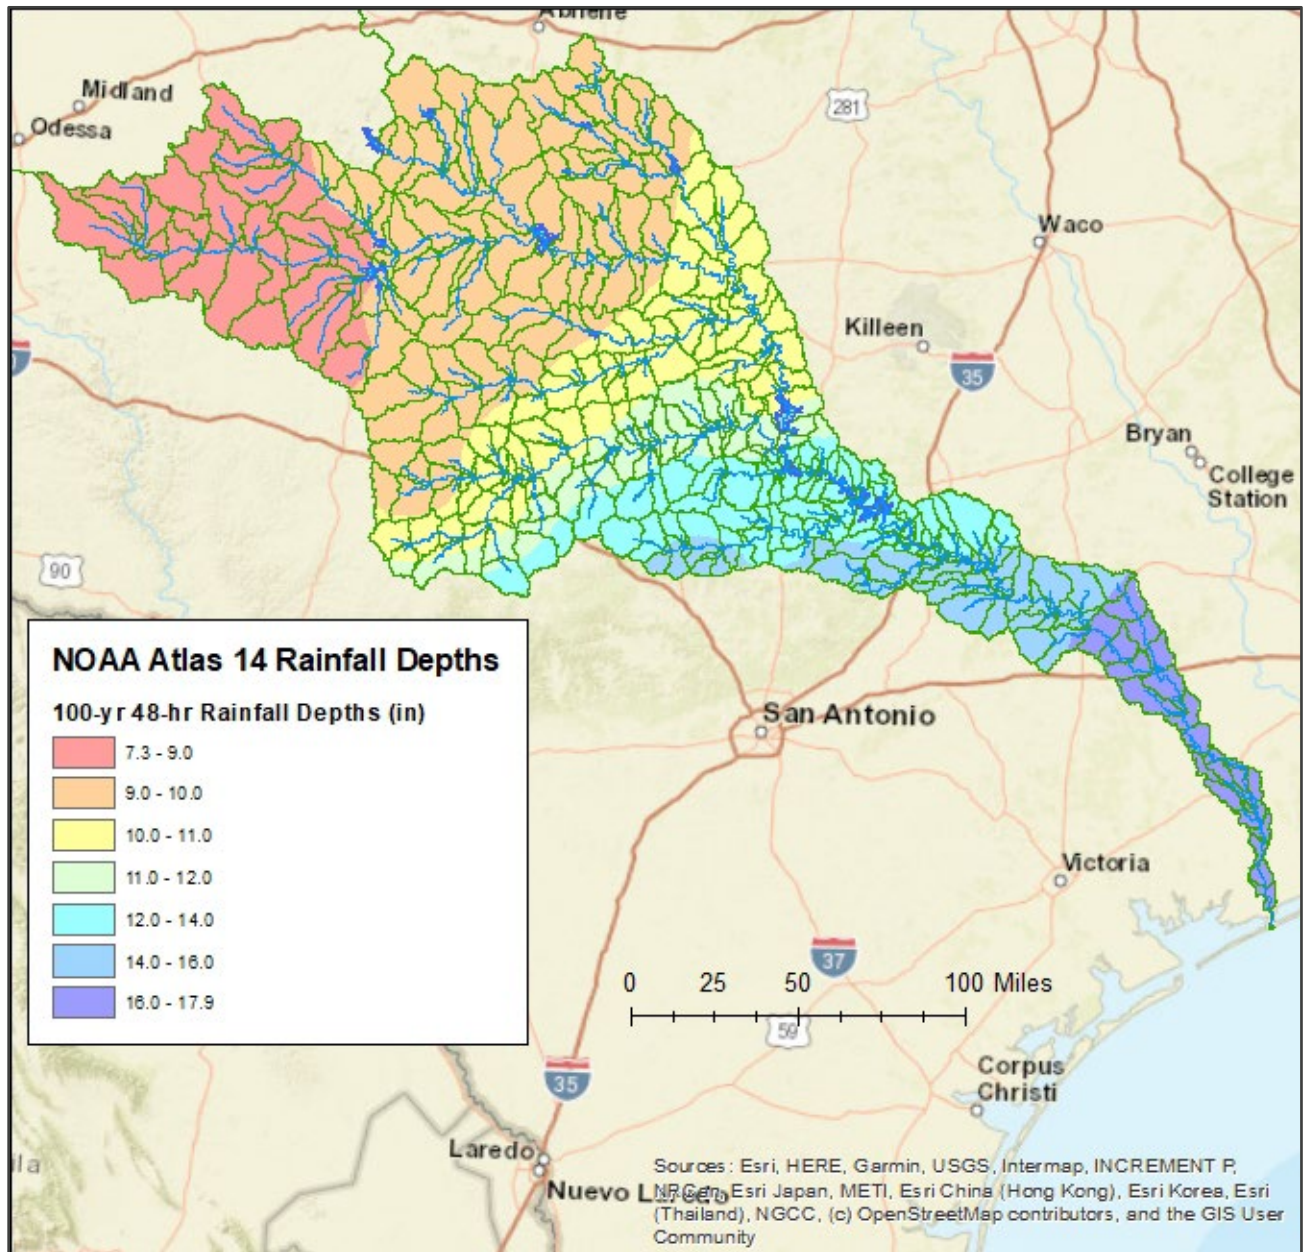 Abilene
Midland
Odessa
281
Waco
Killeen
35
Bryan
College
Station
90
NOAA Atlas 14 Rainfall Depths
100-yr 48-hr Rainfall Depths (in)
7.3 - 9.0
9.0 - 10.0
10.0 - 11.0
11.0 - 12.0
12.0 - 14.0
14.0 - 16.0
16.0 - 17.9
San Antonio
Victoria
37
0 25 50 100 Miles
59
Corpus
Christi
35
Laredo
Nuevo Laredo
ila
Sources: Esri, HERE, Garmin, USGS, Intermap, INCREMENT P,
NRCan, Esri Japan, METI, Esri China (Hong Kong), Esri Korea, Esri
(Thailand), NGCC, (c) OpenStreetMap contributors, and the GIS User
Community